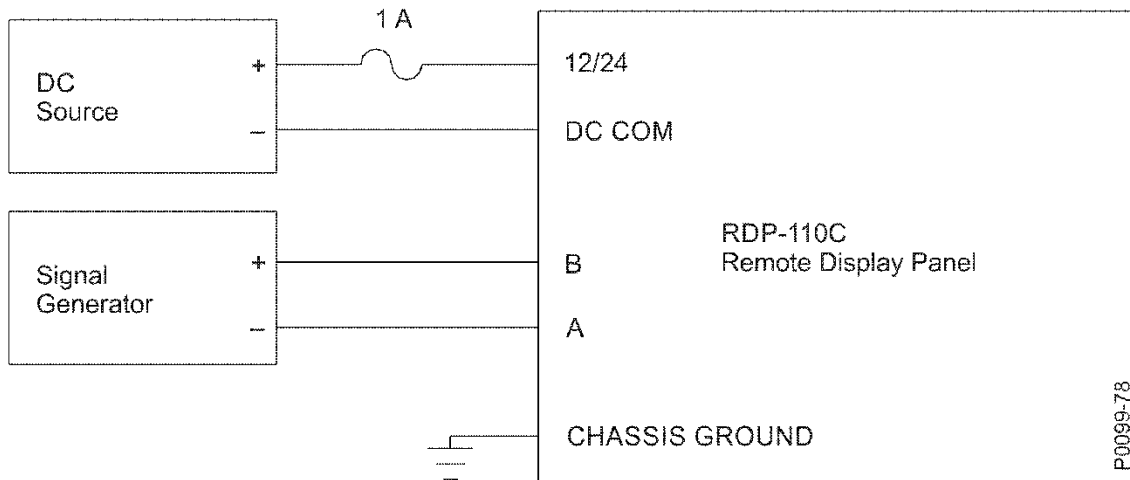 1 A
DC
Source
+
−
12/24
DC COM
Signal
Generator
+
−
B
A
RDP-110C
Remote Display Panel
CHASSIS GROUND
P0099-78